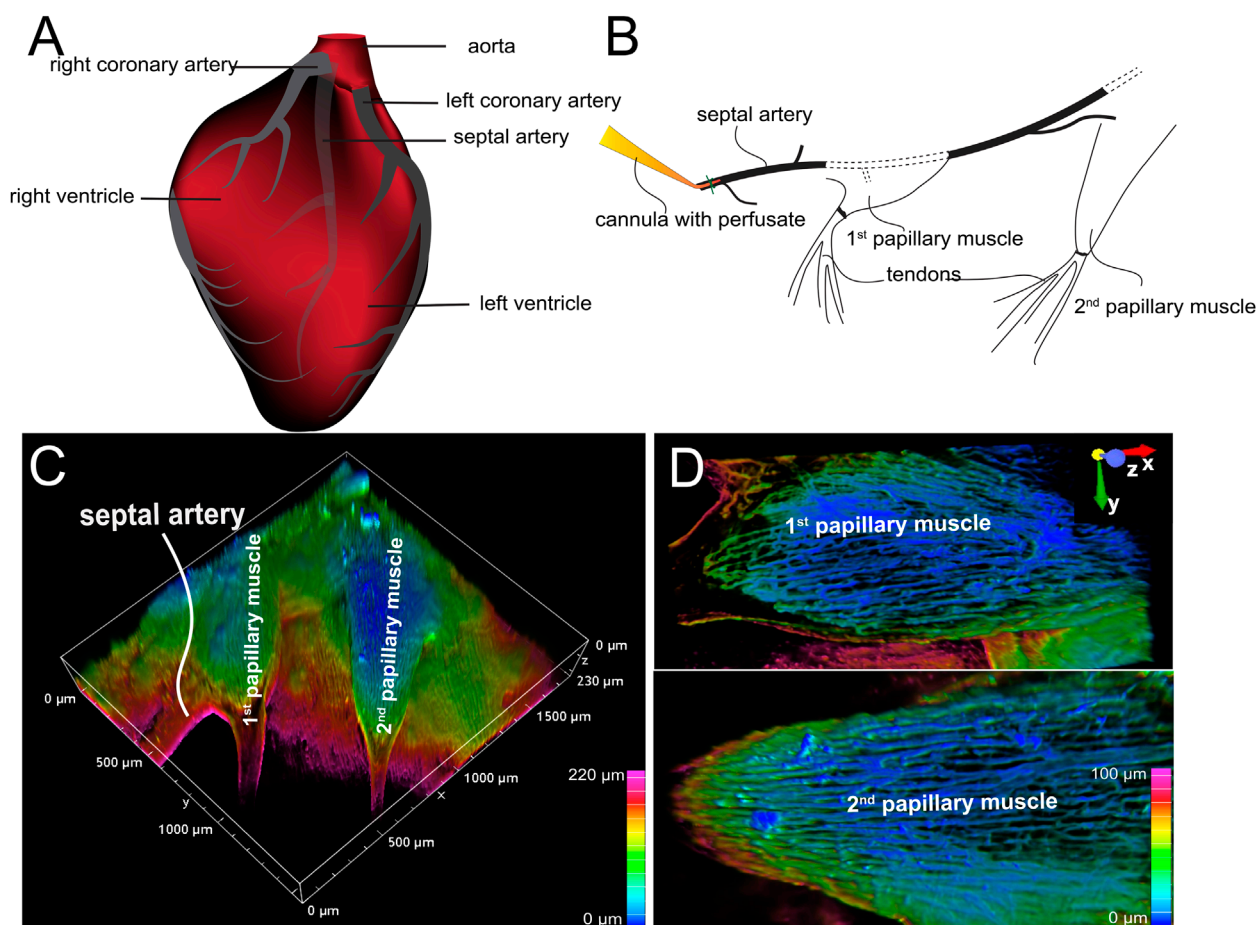 A
aorta
right coronary artery
left coronary artery
septal artery
right ventricle
left ventricle
B
septal artery
cannula with perfusate
1st papillary muscle
tendons
2nd papillary muscle
C
septal artery
1st papillary muscle
2nd papillary muscle
0 µm
z
230 µm
1500 µm
1000 µm
x
500 µm
0 µm
0 µm
500 µm
y
1000 µm
220 µm
0 µm
D
z x
y
1st papillary muscle
2nd papillary muscle
100 µm
0 µm